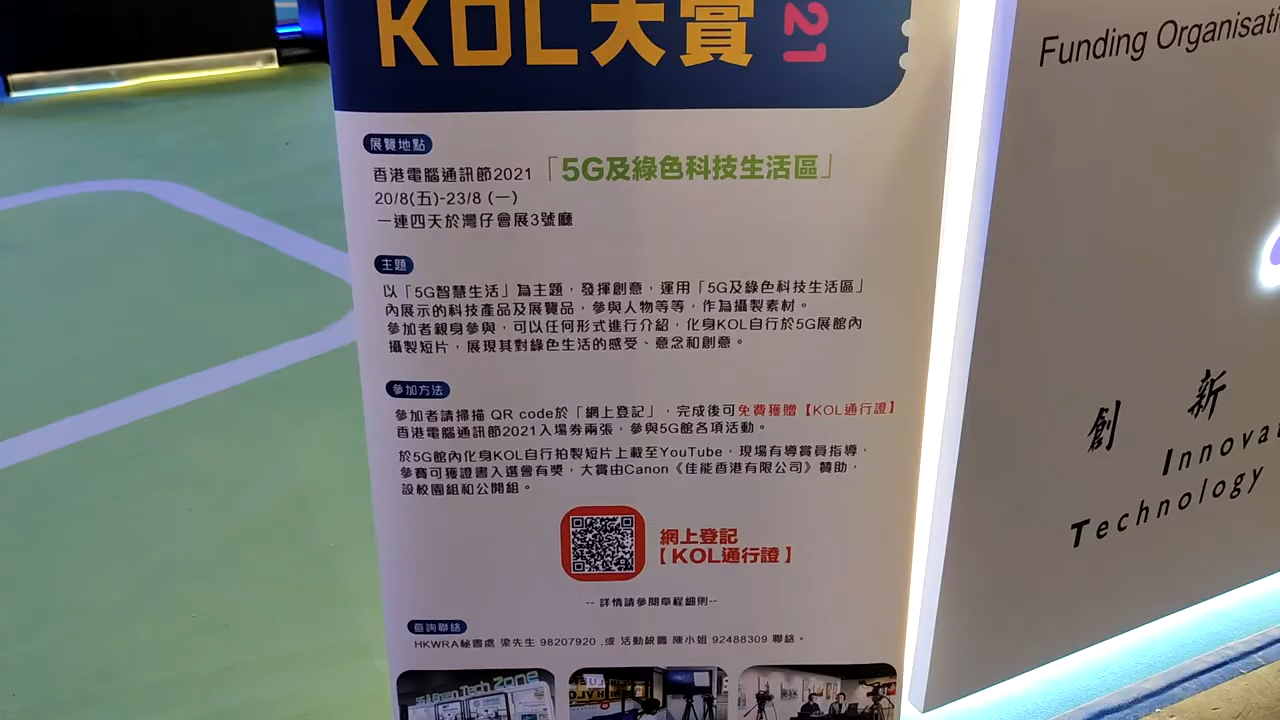 KOL大賞
21
展覽地點
香港電腦通訊節2021「5G及綠色科技生活區」
20/8(五)-23/8 (一)
一連四天於灣仔會展3號廳
主題
以「5G智慧生活」為主題，發揮創意，運用「5G及綠色科技生活區」
內展示的科技產品及展覽品，參與人物等等，作為攝製素材。
參加者親身參與，可以任何形式進行介紹，化身KOL自行於5G展館內
攝製短片，展現其對綠色生活的感受、意念和創意。
參加方法
參加者請掃描 QR code於「網上登記」，完成後可免費獲贈【KOL通行證】
香港電腦通訊節2021入場券兩張，參與5G館各項活動。
於5G館內化身KOL自行拍製短片上載至YouTube，現場有導賞員指導，
參賽可獲證書入選會有獎，大賞由Canon《佳能香港有限公司》贊助，
設校園組和公開組。
網上登記
【KOL通行證】
-- 詳情請參閱章程細則--
查詢聯絡
HKWRA秘書處 梁先生 98207920 ,或 活動統籌 陳小姐 92488309 聯絡。
Tech Zone
Funding Organisati
創新
Innovat
Technology